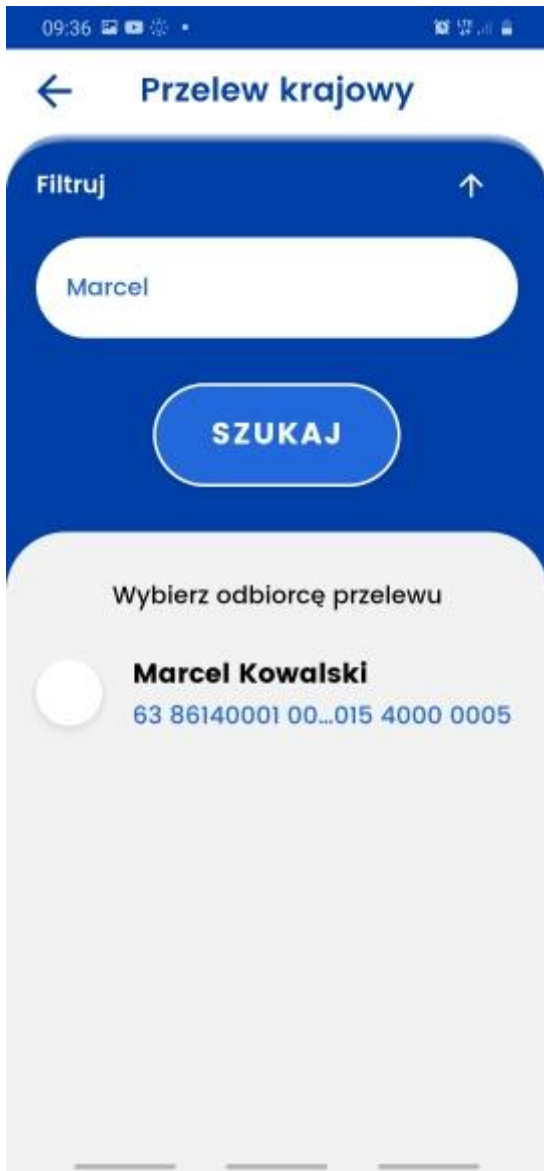 09:36
Przelew krajowy
Filtruj
Marcel
SZUKAJ
Wybierz odbiorcę przelewu
Marcel Kowalski
63 86140001 00...015 4000 0005